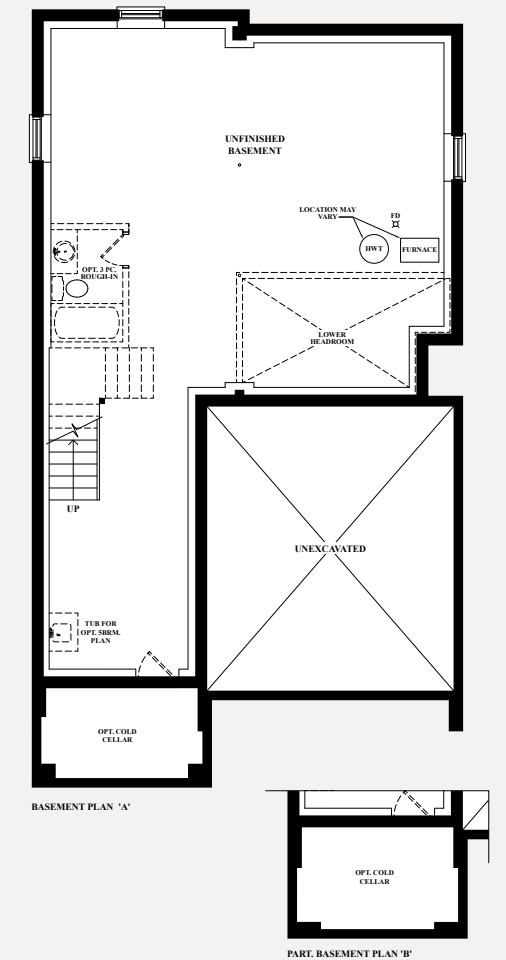 UNFINISHED
BASEMENT
LOCATION MAY
VARY
FD
HWT
FURNACE
OPT. 3 PC.
ROUGH-IN
LOWER
HEADROOM
UP
UNEXCAVATED
TUB FOR
OPT. 5BRM.
PLAN
OPT. COLD
CELLAR
BASEMENT PLAN 'A'
OPT. COLD
CELLAR
PART. BASEMENT PLAN 'B'